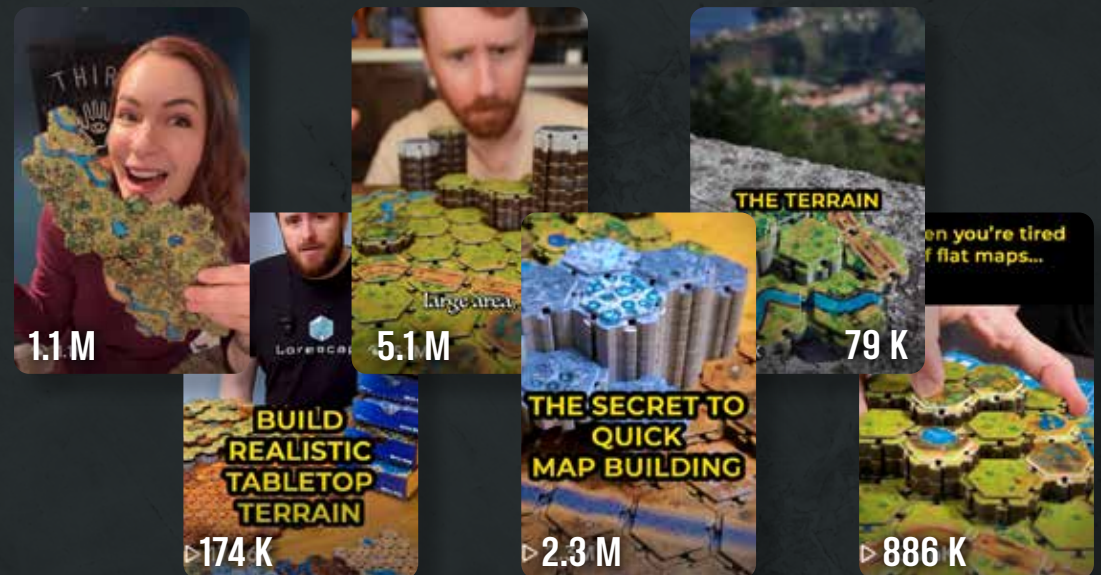 THIR
1.1 M
Lorescap
BUILD
REALISTIC
TABLETOP
TERRAIN
174 K
large area,
5.1 M
THE SECRET TO
QUICK
MAP BUILDING
2.3 M
THE TERRAIN
79 K
en you're tired
f flat maps...
886 K